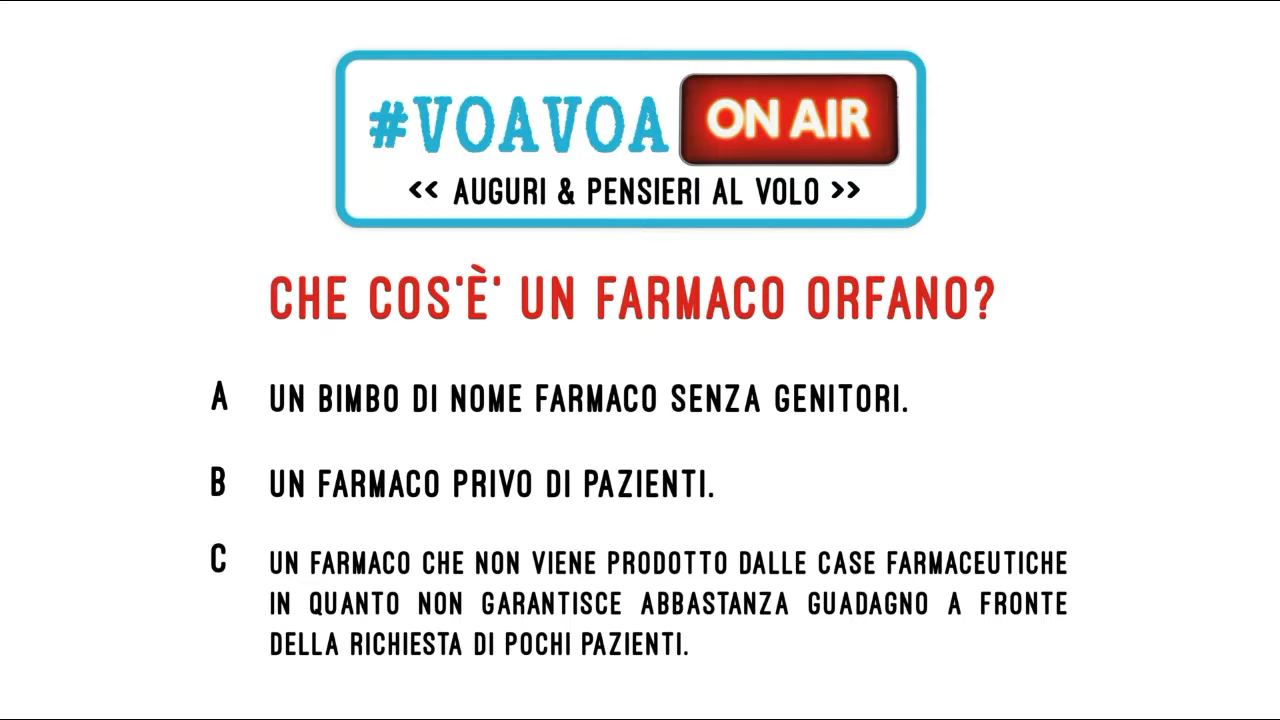 #VOAVOA ON AIR
<< AUGURI & PENSIERI AL VOLO >>
CHE COS'È' UN FARMACO ORFANO?
A UN BIMBO DI NOME FARMACO SENZA GENITORI.
B UN FARMACO PRIVO DI PAZIENTI.
C UN FARMACO CHE NON VIENE PRODOTTO DALLE CASE FARMACEUTICHE
IN QUANTO NON GARANTISCE ABBASTANZA GUADAGNO A FRONTE
DELLA RICHIESTA DI POCHI PAZIENTI.